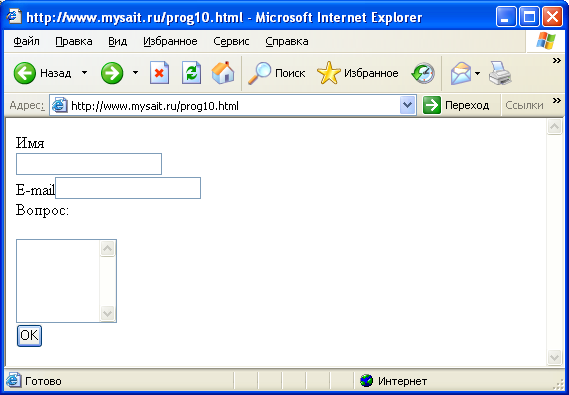 http://www.mysait.ru/prog10.html - Microsoft Internet Explorer
Файл Правка Вид Избранное Сервис Справка
Назад Поиск Избранное
Адрес: http://www.mysait.ru/prog10.html Переход Ссылки
Имя
E-mail
Вопрос:
OK
Готово Интернет